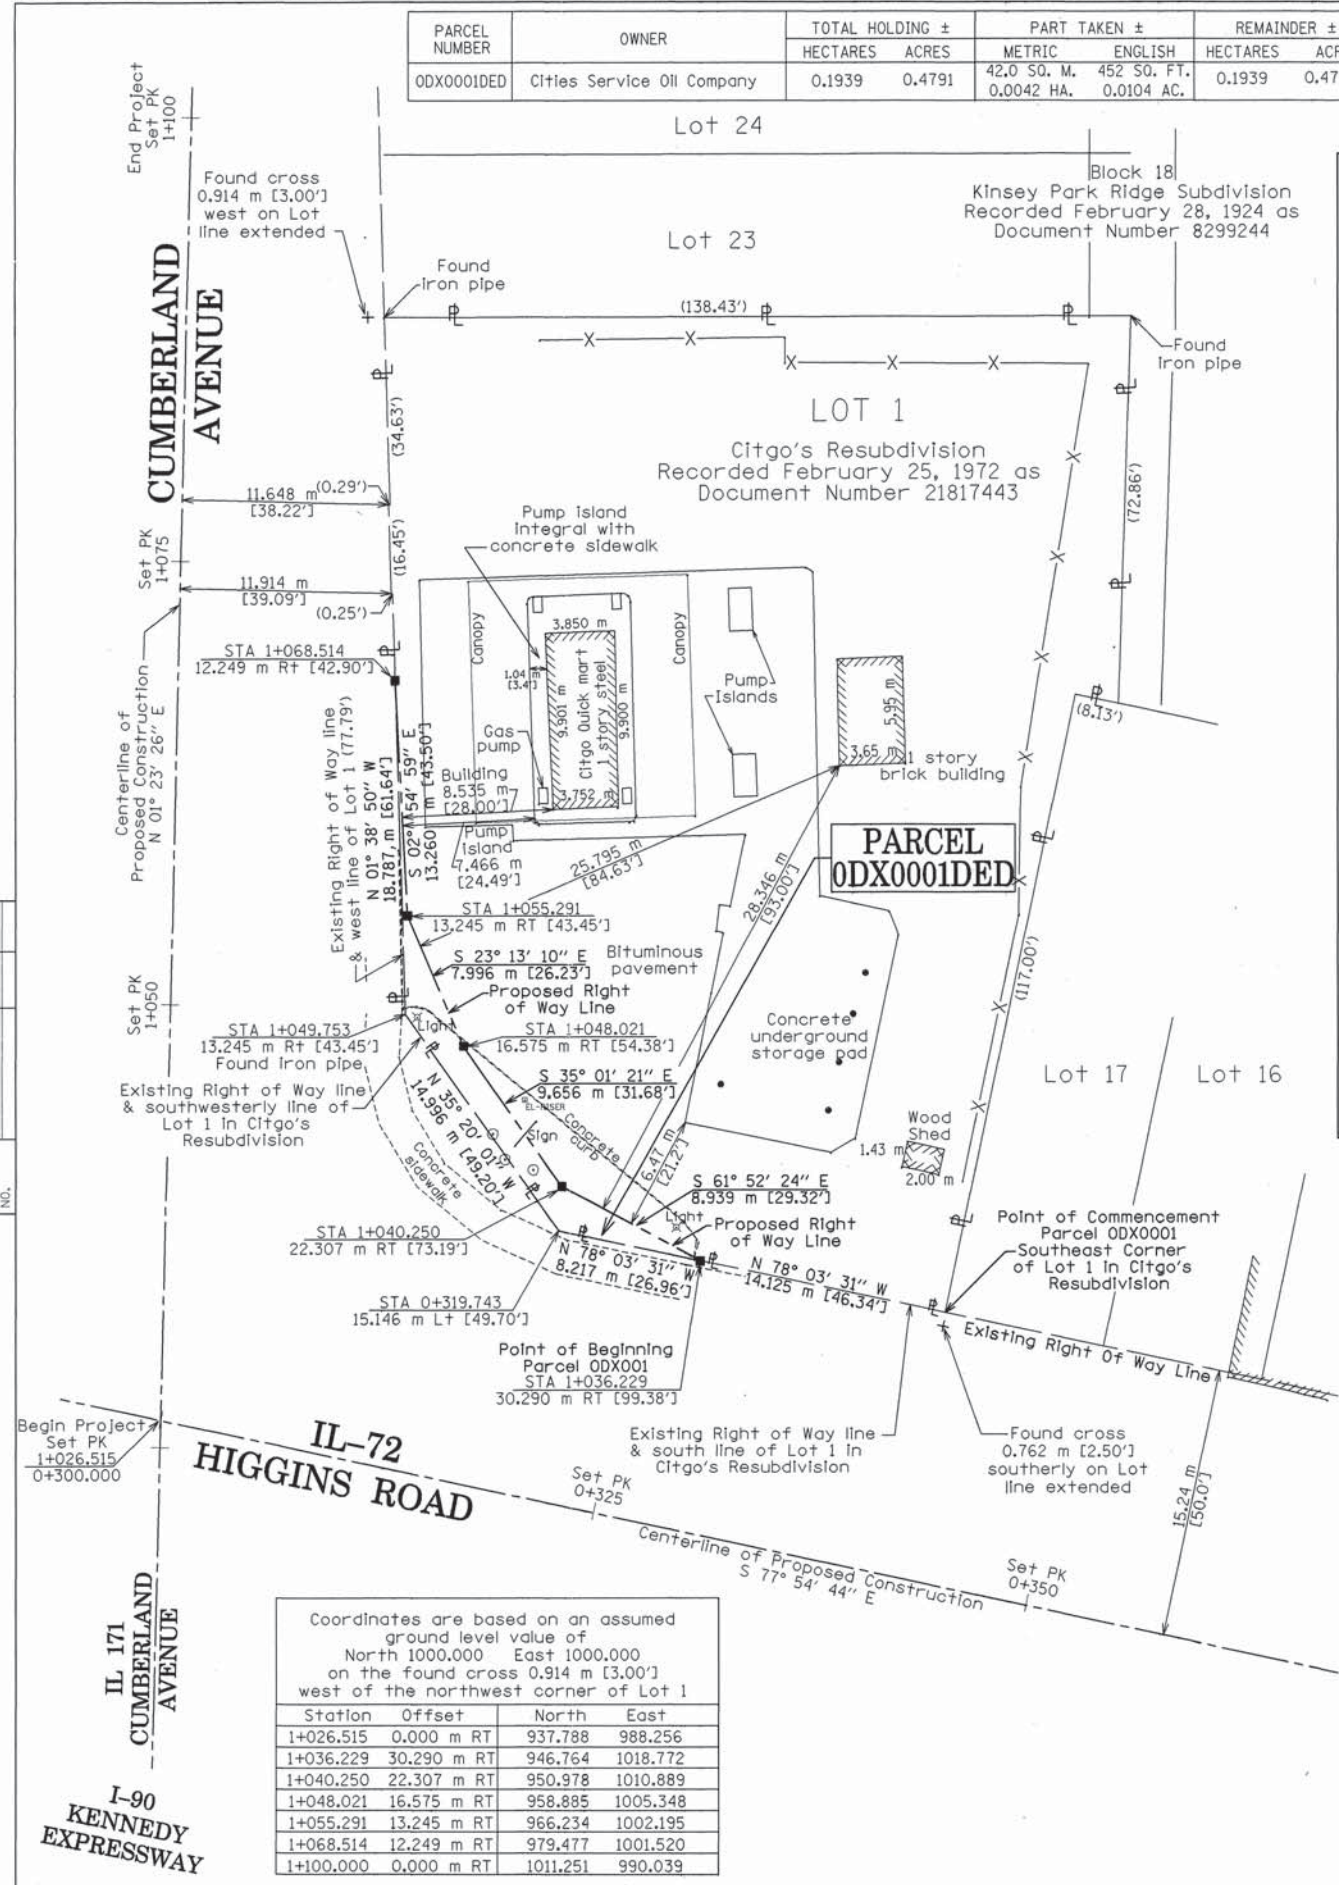 PARCEL NUMBER OWNER TOTAL HOLDING ± PART TAKEN ± REMAINDER ±
HECTARES ACRES METRIC ENGLISH HECTARES
ODX0001DED Cities Service Oil Company 0.1939 0.4791 42.0 SQ. M. 452 SQ. FT. 0.1939
0.0042 HA. 0.0104 AC.
End Project
Set PK
1+100
Lot 24
Found cross
0.914 m [3.00']
west on Lot
line extended
Block 18
Kinsey Park Ridge Subdivision
Recorded February 28, 1924 as
Document Number 8299244
Lot 23
Found
iron pipe
(138.43')
CUMBERLAND
AVENUE
Found
iron pipe
(34.63')
LOT 1
Citgo's Resubdivision
Recorded February 25, 1972 as
Document Number 21817443
(72.86')
11.648 m
[38.22']
(0.29')
(16.45')
Pump island
integral with
concrete sidewalk
Set PK
1+075
11.914 m
[39.09']
(0.25')
STA 1+068.514
12.249 m Rt [42.90']
Canopy
3.850 m
1.04 m
[3.4']
9.901 m
Citgo Quick mart
1 story steel
9.900 m
3.752 m
Canopy
Pump
Islands
5.95 m
3.65 m
1 story
brick building
(8.13')
Gas
pump
Building
8.535 m
[28.00']
Pump
island
7.466 m
[24.49']
Centerline of
Proposed Construction
N 01° 23' 26" E
Existing Right of Way line
& west line of Lot 1 (77.79')
N 01° 38' 50" W
18.787 m [61.64']
S 02° 54' 59" E
13.260 m [43.50']
25.795 m
[84.63']
28.346 m
[93.00']
PARCEL
0DX0001DED
STA 1+055.291
13.245 m RT [43.45']
S 23° 13' 10" E
7.996 m [26.23']
Bituminous
pavement
Proposed Right
of Way Line
(117.00')
Set PK
1+050
STA 1+049.753
13.245 m Rt [43.45']
Found iron pipe
Light
STA 1+048.021
16.575 m RT [54.38']
Concrete
underground
storage pad
Existing Right of Way line
& southwesterly line of
Lot 1 in Citgo's
Resubdivision
S 35° 01' 21" E
9.656 m [31.68']
EL-RISER
Lot 17
Lot 16
N 35° 20' 01" W
14.996 m [49.20']
Sign
Concrete
curb
Concrete
sidewalk
6.47 m
[21.2']
Wood
Shed
1.43 m
2.00 m
NO.
S 61° 52' 24" E
8.939 m [29.32']
Light
Proposed Right
of Way Line
STA 1+040.250
22.307 m RT [73.19']
N 78° 03' 31" W
8.217 m [26.96']
N 78° 03' 31" W
14.125 m [46.34']
Point of Commencement
Parcel ODX0001
Southeast Corner
of Lot 1 in Citgo's
Resubdivision
STA 0+319.743
15.146 m Lt [49.70']
Existing Right Of Way Line
Point of Beginning
Parcel ODX001
STA 1+036.229
30.290 m RT [99.38']
Begin Project
Set PK
1+026.515
0+300.000
IL-72
HIGGINS ROAD
Existing Right of Way line
& south line of Lot 1 in
Citgo's Resubdivision
Found cross
0.762 m [2.50']
southerly on Lot
line extended
Set PK
0+325
15.24 m
[50.0']
Centerline of Proposed Construction
S 77° 54' 44" E
Set PK
0+350
IL 171
CUMBERLAND
AVENUE
I-90
KENNEDY
EXPRESSWAY
Coordinates are based on an assumed
ground level value of
North 1000.000 East 1000.000
on the found cross 0.914 m [3.00']
west of the northwest corner of Lot 1
Station Offset North East
1+026.515 0.000 m RT 937.788 988.256
1+036.229 30.290 m RT 946.764 1018.772
1+040.250 22.307 m RT 950.978 1010.889
1+048.021 16.575 m RT 958.885 1005.348
1+055.291 13.245 m RT 966.234 1002.195
1+068.514 12.249 m RT 979.477 1001.520
1+100.000 0.000 m RT 1011.251 990.039